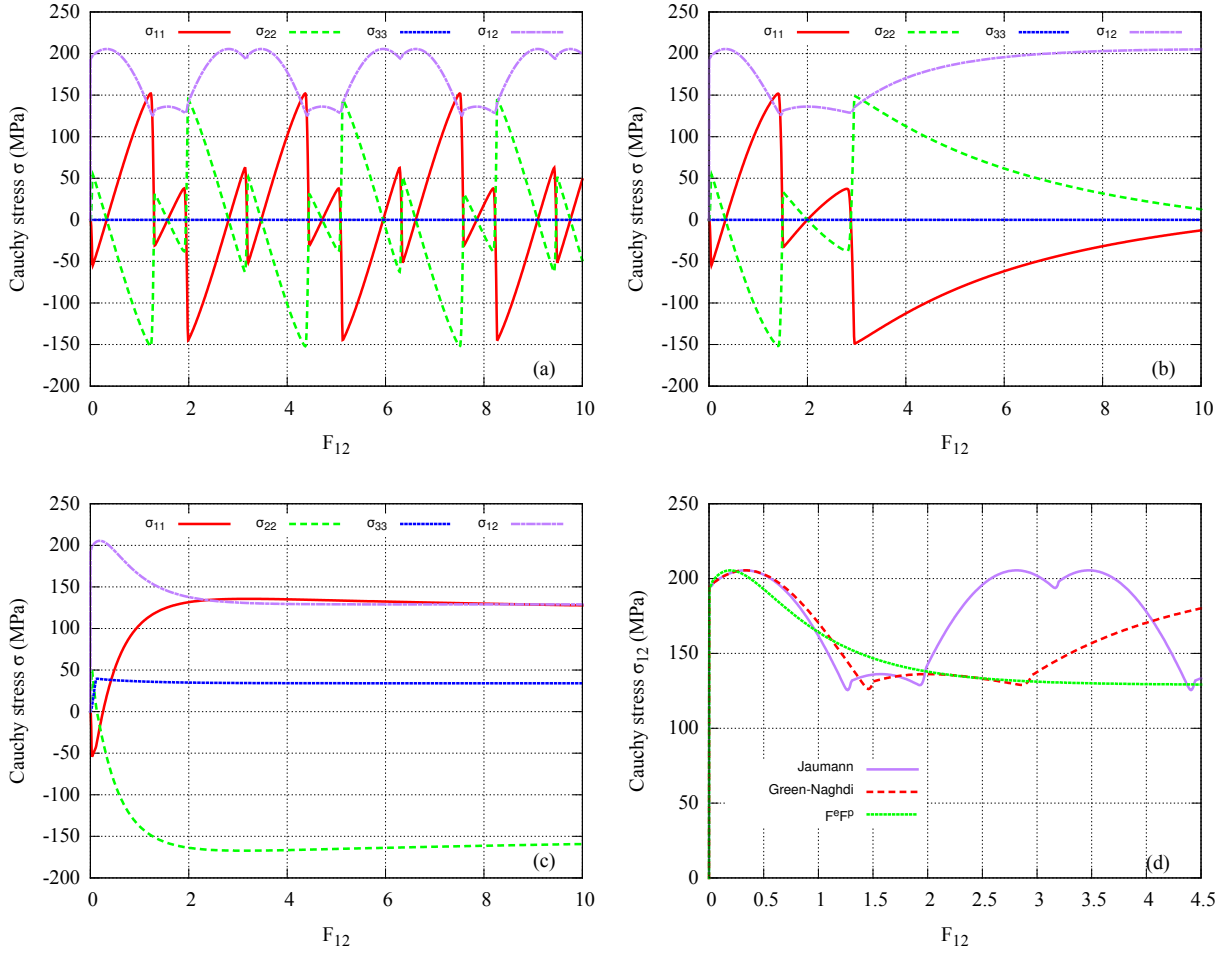 σ11 σ22 σ33 σ12
250
200
150
100
50
0
-50
-100
-150
-200
Cauchy stress σ (MPa)
0 2 4 6 8 10
F12
(a)
σ11 σ22 σ33 σ12
250
200
150
100
50
0
-50
-100
-150
-200
Cauchy stress σ (MPa)
0 2 4 6 8 10
F12
(b)
σ11 σ22 σ33 σ12
250
200
150
100
50
0
-50
-100
-150
-200
Cauchy stress σ (MPa)
0 2 4 6 8 10
F12
(c)
250
200
150
100
50
0
Cauchy stress σ12 (MPa)
Jaumann
Green-Naghdi
FeFp
(d)
0 0.5 1 1.5 2 2.5 3 3.5 4 4.5
F12